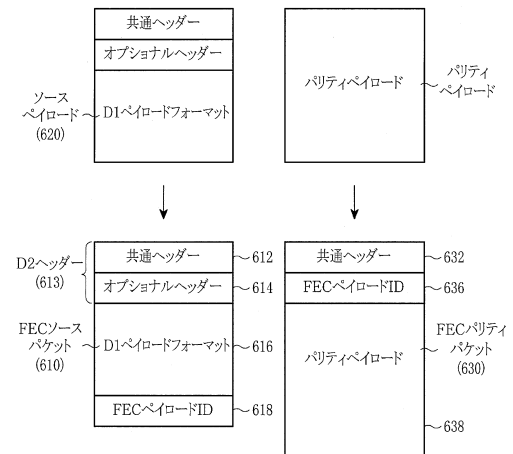 共通ヘッダー
オプショナルヘッダー
D1ペイロードフォーマット
ソース
ペイロード
(620)
パリティペイロード
パリティ
ペイロード
D2ヘッダー
(613)
共通ヘッダー
612
オプショナルヘッダー
614
FECソース
パケット
(610)
D1ペイロードフォーマット
616
FECペイロードID
618
共通ヘッダー
632
FECペイロードID
636
パリティペイロード
FECパリティ
パケット
(630)
638